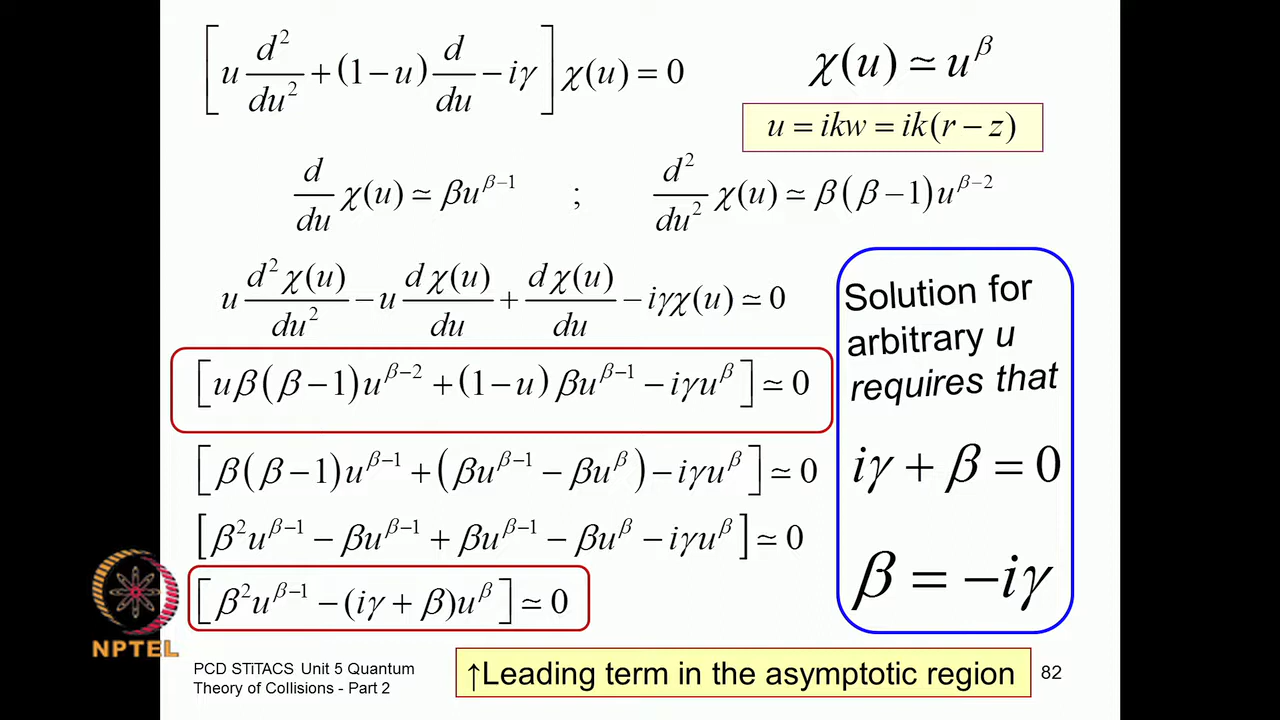 [u d²/du² + (1 − u) d/du − iγ] χ(u) = 0
χ(u) ≃ u^β
u = ikw = ik(r − z)
d/du χ(u) ≃ βu^(β−1) ; d²/du² χ(u) ≃ β(β − 1)u^(β−2)
u d²χ(u)/du² − u dχ(u)/du + dχ(u)/du − iγχ(u) ≃ 0
[uβ(β − 1)u^(β−2) + (1 − u)βu^(β−1) − iγu^β] ≃ 0
[β(β − 1)u^(β−1) + (βu^(β−1) − βu^β) − iγu^β] ≃ 0
[β²u^(β−1) − βu^(β−1) + βu^(β−1) − βu^β − iγu^β] ≃ 0
[β²u^(β−1) − (iγ + β)u^β] ≃ 0
Solution for
arbitrary u
requires that
iγ + β = 0
β = −iγ
↑Leading term in the asymptotic region
NPTEL
PCD STiTACS Unit 5 Quantum
Theory of Collisions - Part 2
82